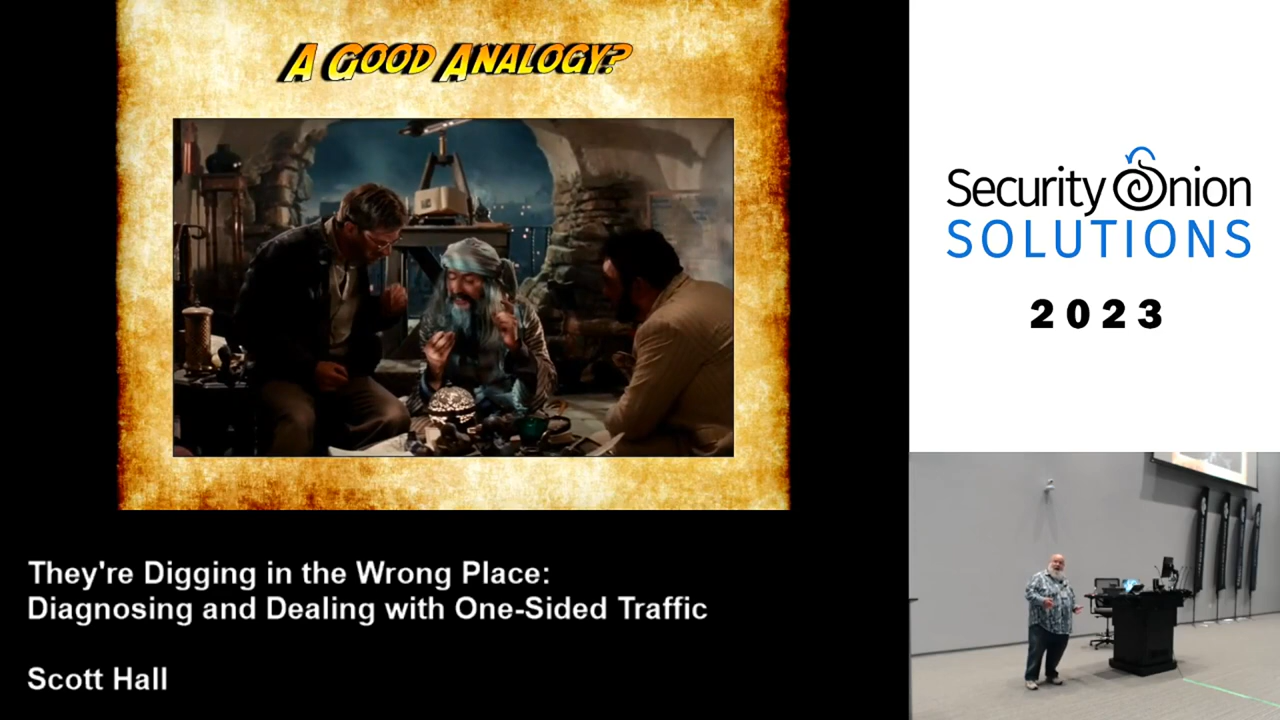 A GOOD ANALOGY?
Security Onion
SOLUTIONS
2023
They're Digging in the Wrong Place:
Diagnosing and Dealing with One-Sided Traffic
Scott Hall